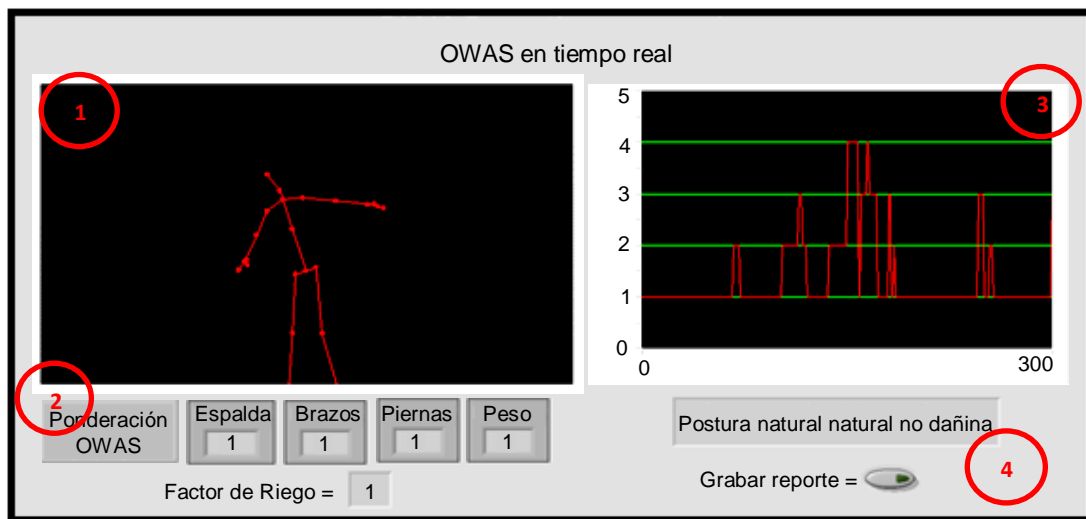 OWAS en tiempo real
1
3
5
4
3
2
1
0
0
300
2
Ponderación
OWAS
Espalda
1
Brazos
1
Piernas
1
Peso
1
Factor de Riego = 1
Postura natural natural no dañina
Grabar reporte =
4